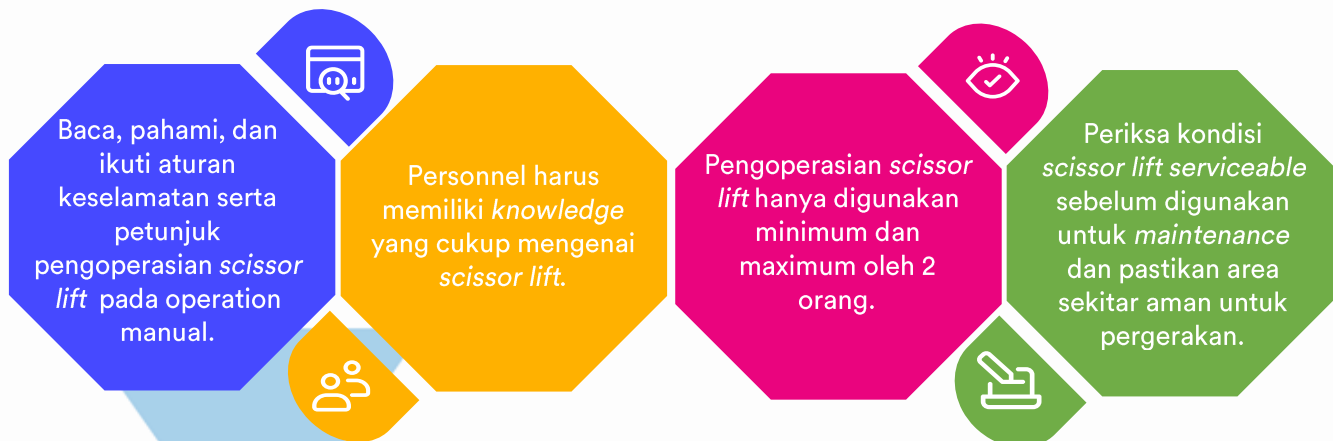 Baca, pahami, dan
ikuti aturan
keselamatan serta
petunjuk
pengoperasian scissor
lift pada operation
manual.
Personnel harus
memiliki knowledge
yang cukup mengenai
scissor lift.
Pengoperasian scissor
lift hanya digunakan
minimum dan
maximum oleh 2
orang.
Periksa kondisi
scissor lift serviceable
sebelum digunakan
untuk maintenance
dan pastikan area
sekitar aman untuk
pergerakan.